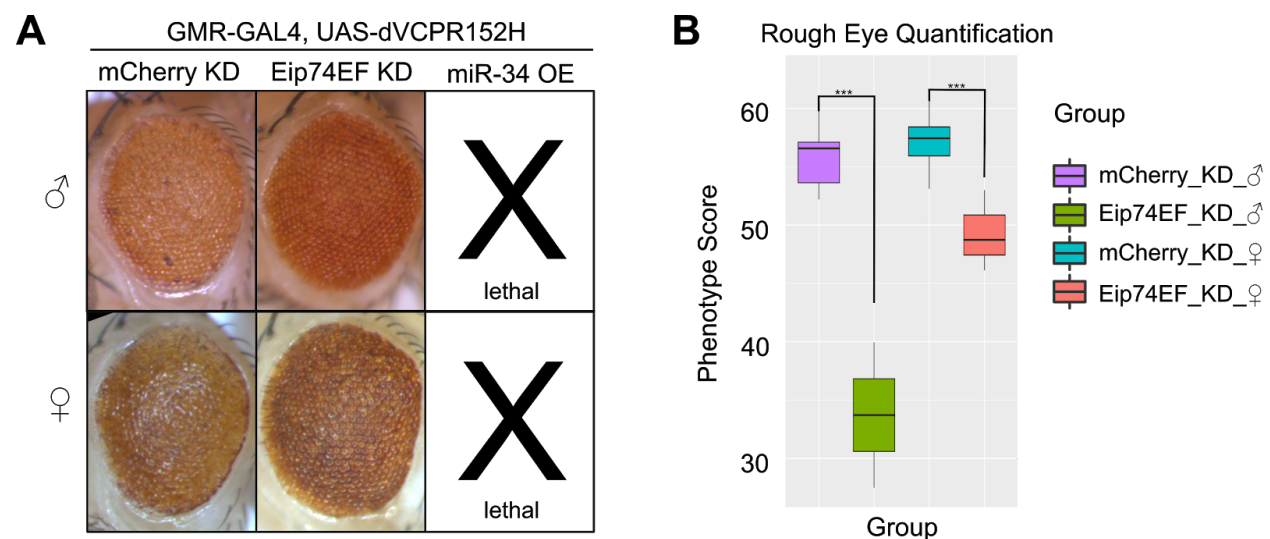 A
GMR-GAL4, UAS-dVCPR152H
mCherry KD Eip74EF KD miR-34 OE
♂
lethal
♀
lethal
B
Rough Eye Quantification
Phenotype Score
60
50
40
30
*** ***
Group
Group
mCherry_KD_♂
Eip74EF_KD_♂
mCherry_KD_♀
Eip74EF_KD_♀